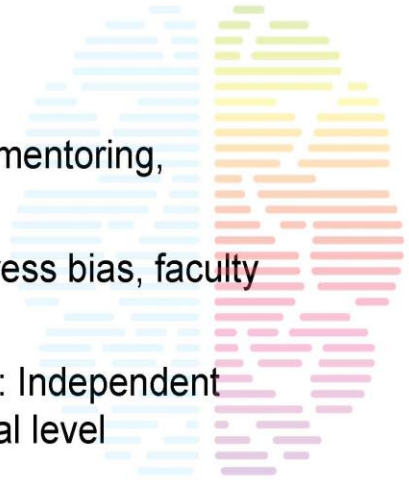 mentoring,
ess bias, faculty
: Independent
al level